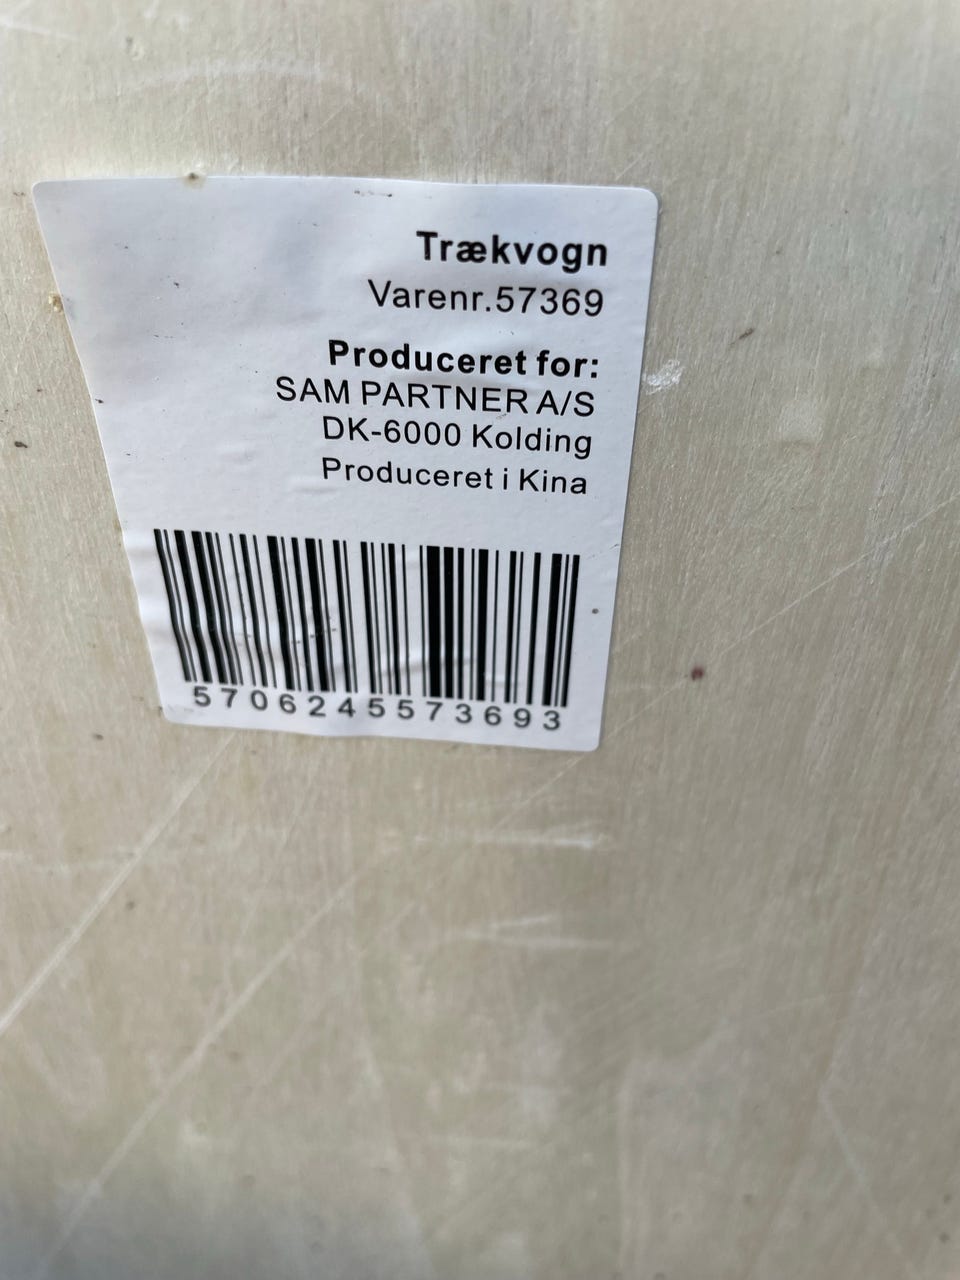 Trækvogn
Varenr.57369
Produceret for:
SAM PARTNER A/S
DK-6000 Kolding
Produceret i Kina
5706245573693